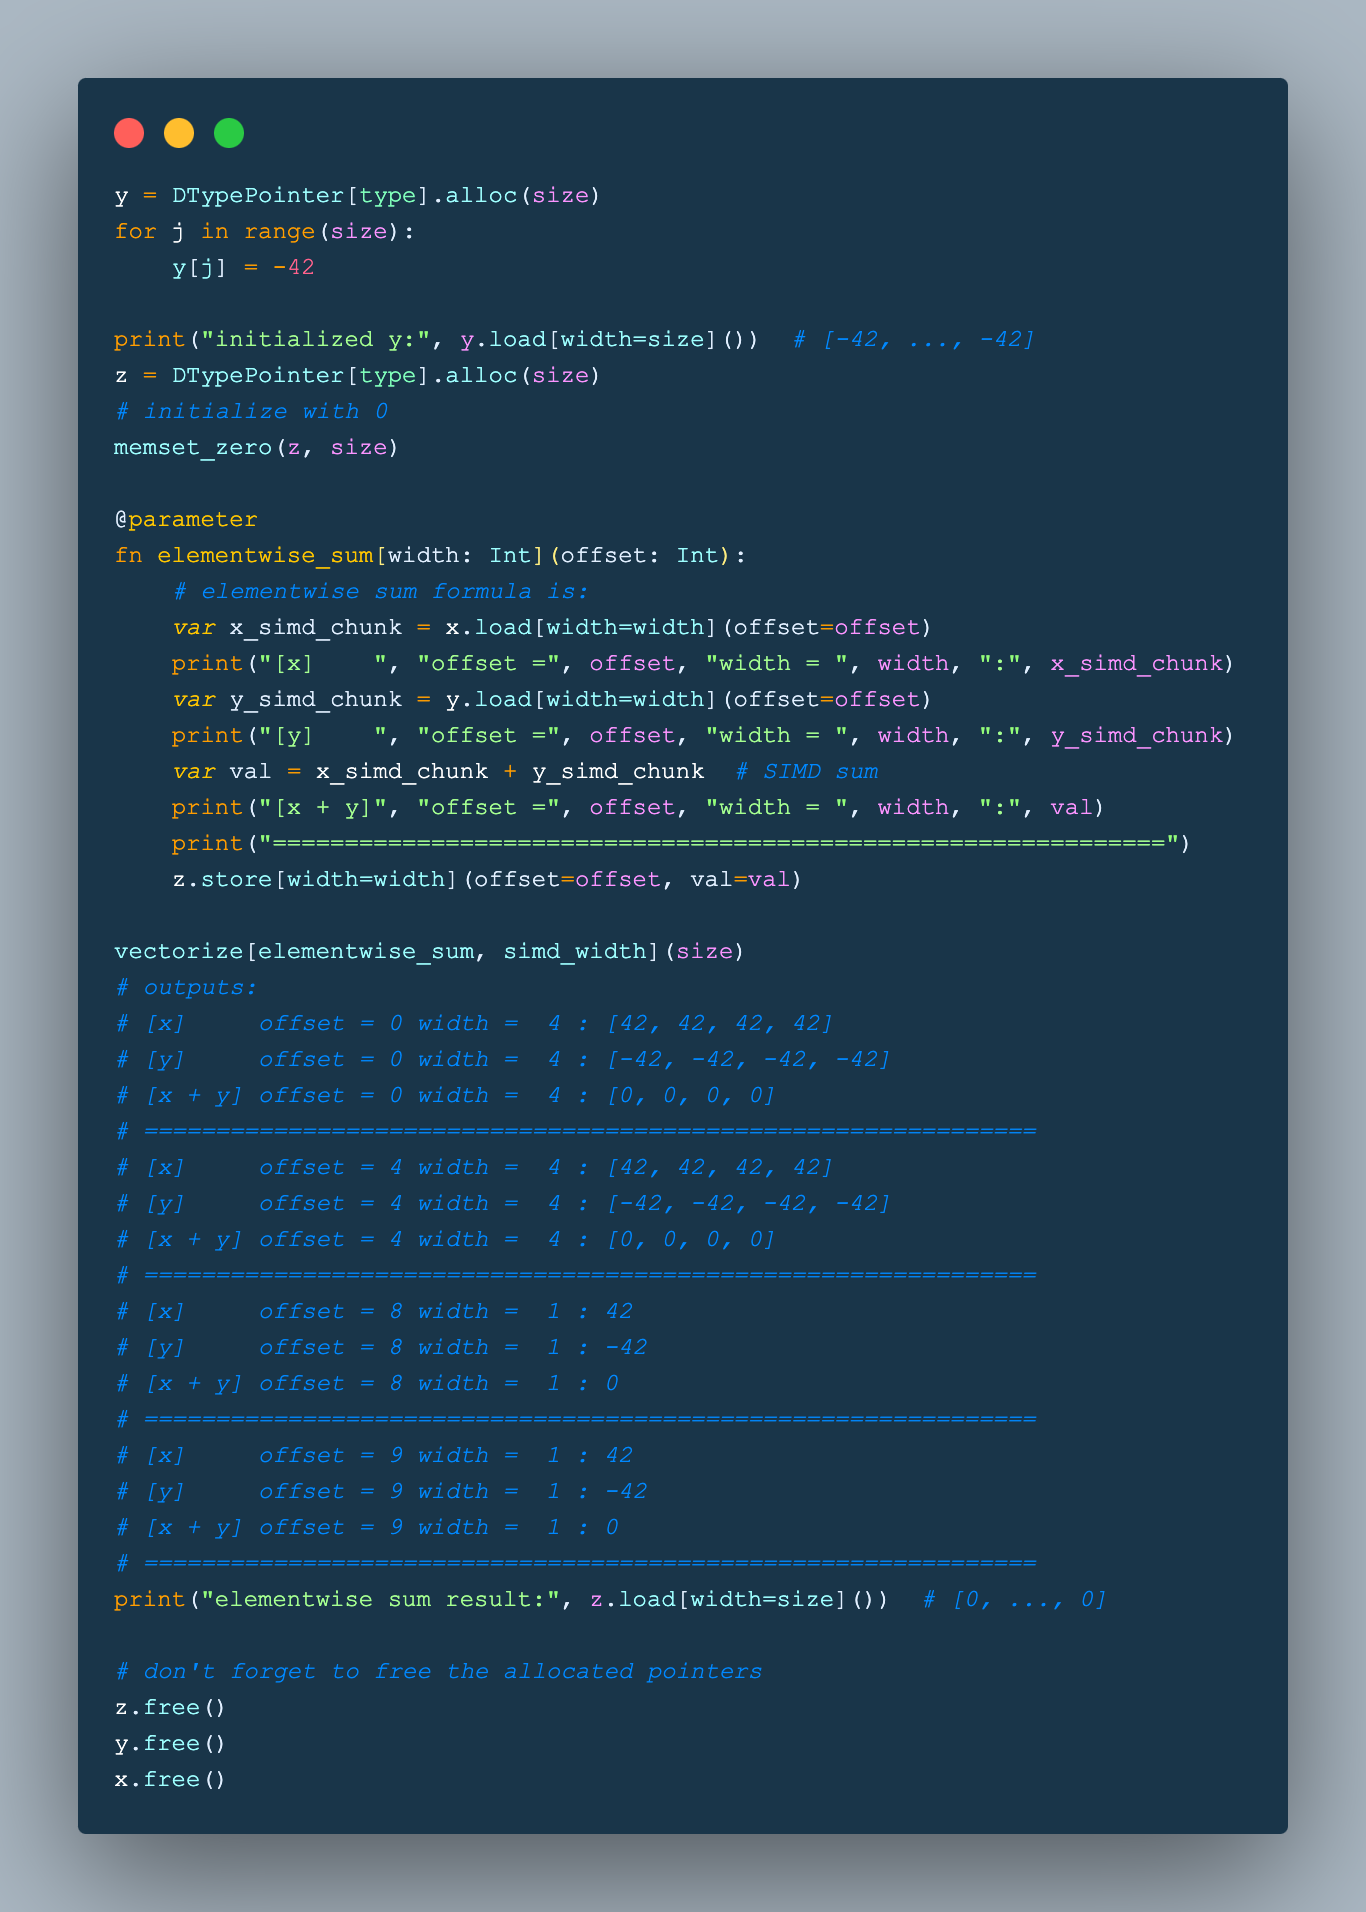 y = DTypePointer[type].alloc(size)
for j in range(size):
    y[j] = -42

print("initialized y:", y.load[width=size]())  # [-42, ..., -42]
z = DTypePointer[type].alloc(size)
# initialize with 0
memset_zero(z, size)

@parameter
fn elementwise_sum[width: Int](offset: Int):
    # elementwise sum formula is:
    var x_simd_chunk = x.load[width=width](offset=offset)
    print("[x]    ", "offset =", offset, "width = ", width, ":", x_simd_chunk)
    var y_simd_chunk = y.load[width=width](offset=offset)
    print("[y]    ", "offset =", offset, "width = ", width, ":", y_simd_chunk)
    var val = x_simd_chunk + y_simd_chunk  # SIMD sum
    print("[x + y]", "offset =", offset, "width = ", width, ":", val)
    print("==============================================================")
    z.store[width=width](offset=offset, val=val)

vectorize[elementwise_sum, simd_width](size)
# outputs:
# [x]     offset = 0 width =  4 : [42, 42, 42, 42]
# [y]     offset = 0 width =  4 : [-42, -42, -42, -42]
# [x + y] offset = 0 width =  4 : [0, 0, 0, 0]
# ==============================================================
# [x]     offset = 4 width =  4 : [42, 42, 42, 42]
# [y]     offset = 4 width =  4 : [-42, -42, -42, -42]
# [x + y] offset = 4 width =  4 : [0, 0, 0, 0]
# ==============================================================
# [x]     offset = 8 width =  1 : 42
# [y]     offset = 8 width =  1 : -42
# [x + y] offset = 8 width =  1 : 0
# ==============================================================
# [x]     offset = 9 width =  1 : 42
# [y]     offset = 9 width =  1 : -42
# [x + y] offset = 9 width =  1 : 0
# ==============================================================
print("elementwise sum result:", z.load[width=size]())  # [0, ..., 0]

# don't forget to free the allocated pointers
z.free()
y.free()
x.free()